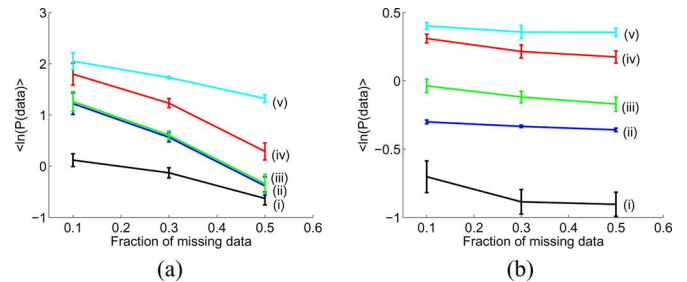 3
2
1
0
−1
<ln(P(data)>
0.1
0.2
0.3
0.4
0.5
0.6
Fraction of missing data
(v)
(iv)
(iii)
(ii)
(i)
(a)
0.5
0
−0.5
−1
<ln(P(data)>
0.1
0.2
0.3
0.4
0.5
0.6
Fraction of missing data
(v)
(iv)
(iii)
(ii)
(i)
(b)